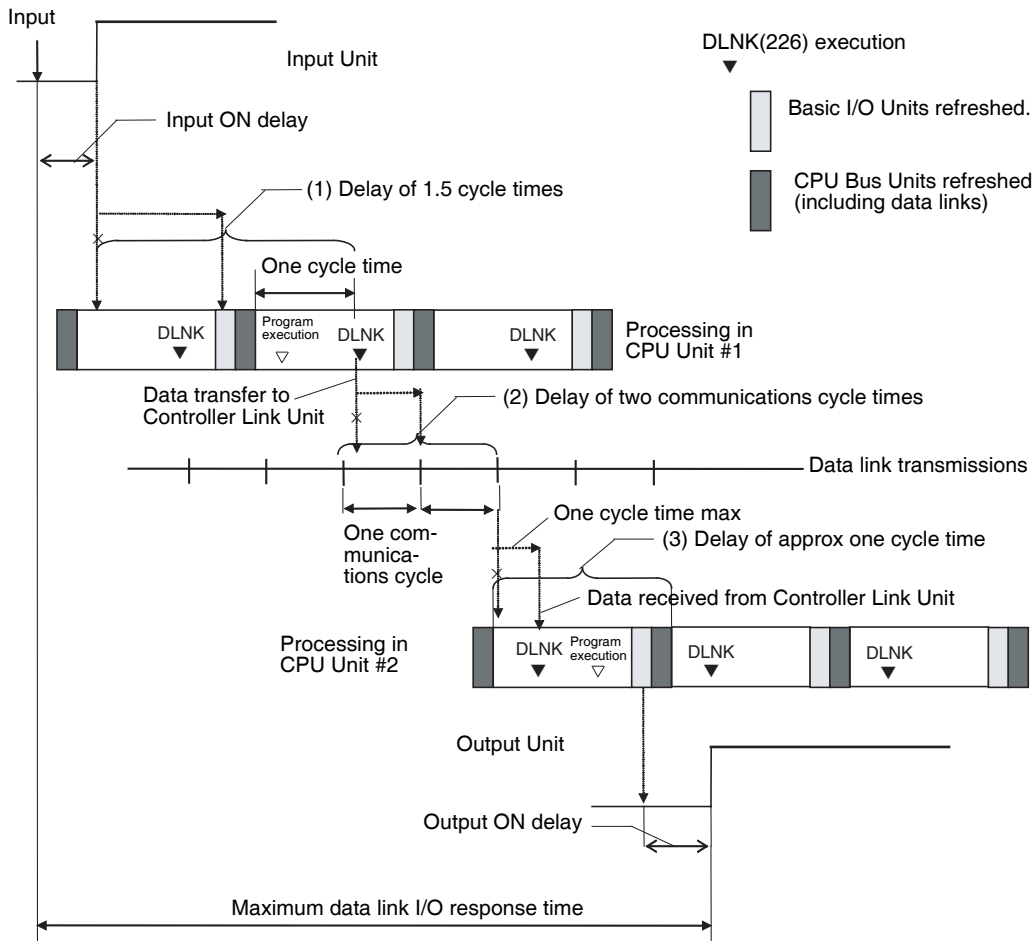 Input
Input Unit
DLNK(226) execution
Basic I/O Units refreshed.
Input ON delay
CPU Bus Units refreshed
(including data links)
(1) Delay of 1.5 cycle times
One cycle time
DLNK
Program
execution
DLNK
DLNK
Processing in
CPU Unit #1
Data transfer to
Controller Link Unit
(2) Delay of two communications cycle times
Data link transmissions
One com-
munica-
tions cycle
One cycle time max
(3) Delay of approx one cycle time
Data received from Controller Link Unit
Processing in
CPU Unit #2
DLNK
Program
execution
DLNK
DLNK
Output Unit
Output ON delay
Maximum data link I/O response time